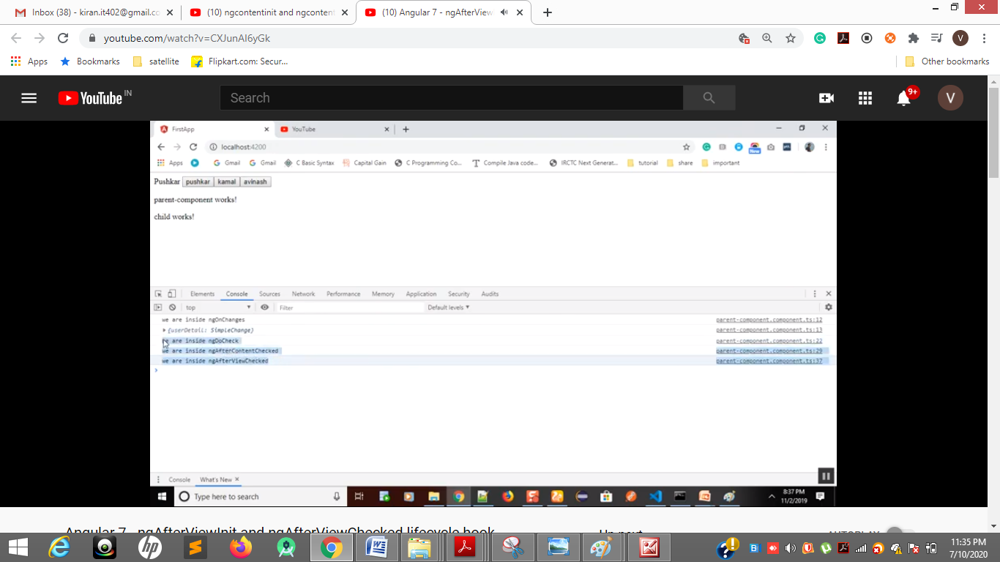 Inbox (38) - kiran.it402@gmail.co
(10) ngcontentinit and ngcontent
(10) Angular 7 - ngAfterView
youtube.com/watch?v=CXJunAl6yGk
V
Apps
Bookmarks
satellite
Flipkart.com: Secur...
Other bookmarks
YouTube IN
Search
9+
V
FirstApp
YouTube
localhost:4200
New
Apps
Gmail
Gmail
C Basic Syntax
Capital Gain
C Programming Co...
Compile Java code...
IRCTC Next Generat...
tutorial
share
important
Pushkar pushkar kamal avinash
parent-component works!
child works!
Elements Console Sources Network Performance Memory Application Security Audits
top Filter Default levels
we are inside ngOnChanges parent-component.component.ts:12
{userDetail: SimpleChange} parent-component.component.ts:13
we are inside ngDoCheck parent-component.component.ts:22
we are inside ngAfterContentChecked parent-component.component.ts:29
we are inside ngAfterViewChecked parent-component.component.ts:37
Console What's New
Type here to search
8:37 PM
11/2/2019
Angular 7 - ngAfterViewInit and ngAfterViewChecked lifecycle hook
Up next
AUTOPLAY
11:35 PM
7/10/2020